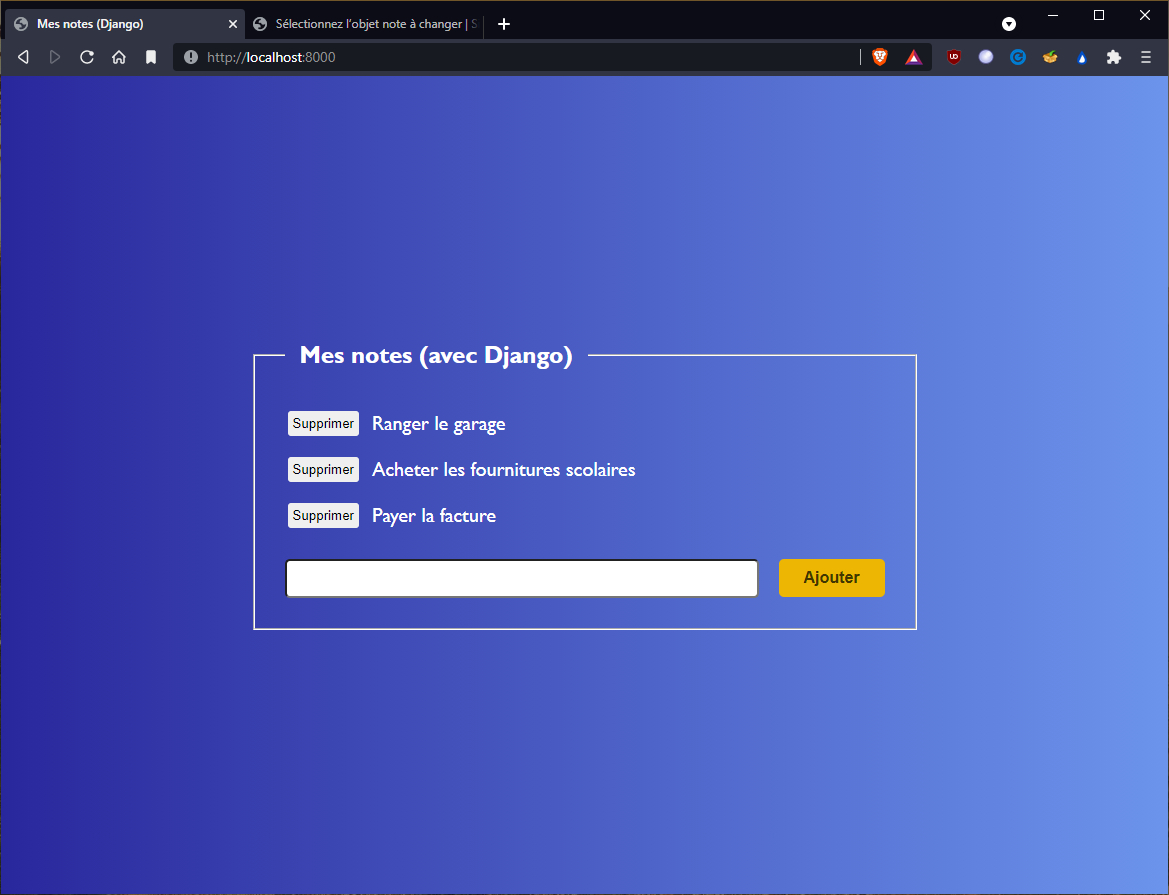 Mes notes (Django)
Sélectionnez l'objet note à changer | S
http://localhost:8000
Mes notes (avec Django)
Supprimer Ranger le garage
Supprimer Acheter les fournitures scolaires
Supprimer Payer la facture
Ajouter